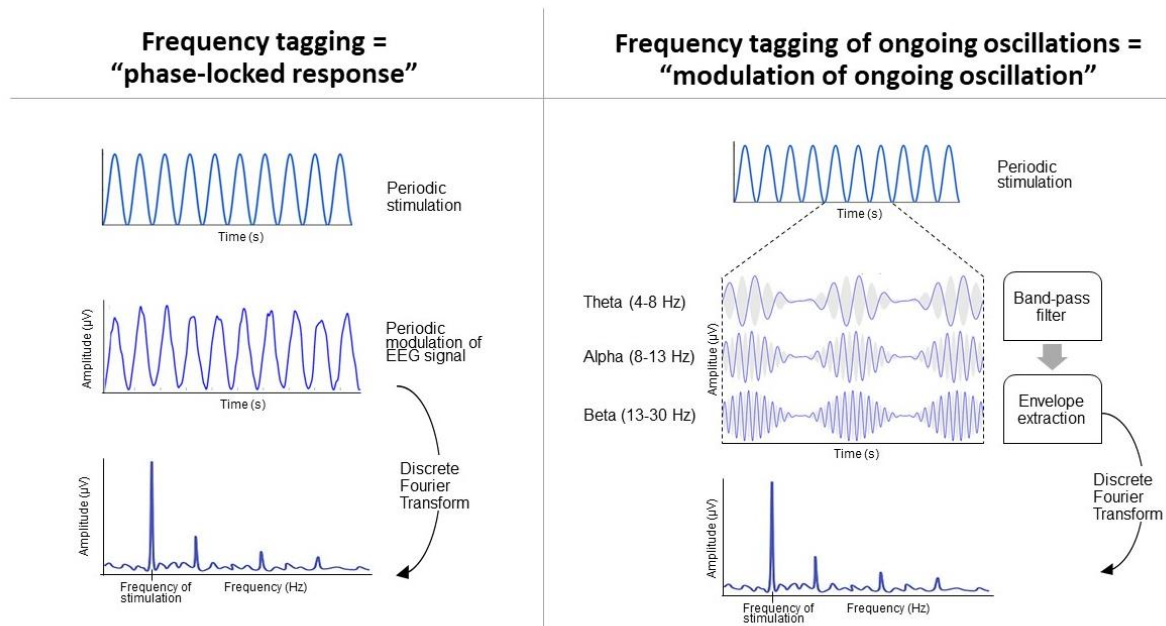 Frequency tagging =
“phase-locked response”
Periodic
stimulation
Time (s)
Amplitude (µV)
Periodic
modulation of
EEG signal
Time (s)
Discrete
Fourier
Transform
Amplitude (µV)
Frequency of
stimulation
Frequency (Hz)
Frequency tagging of ongoing oscillations =
“modulation of ongoing oscillation”
Periodic
stimulation
Time (s)
Theta (4-8 Hz)
Alpha (8-13 Hz)
Beta (13-30 Hz)
Amplitue (µV)
Time (s)
Band-pass
filter
Envelope
extraction
Discrete
Fourier
Transform
Amplitude (µV)
Frequency of
stimulation
Frequency (Hz)